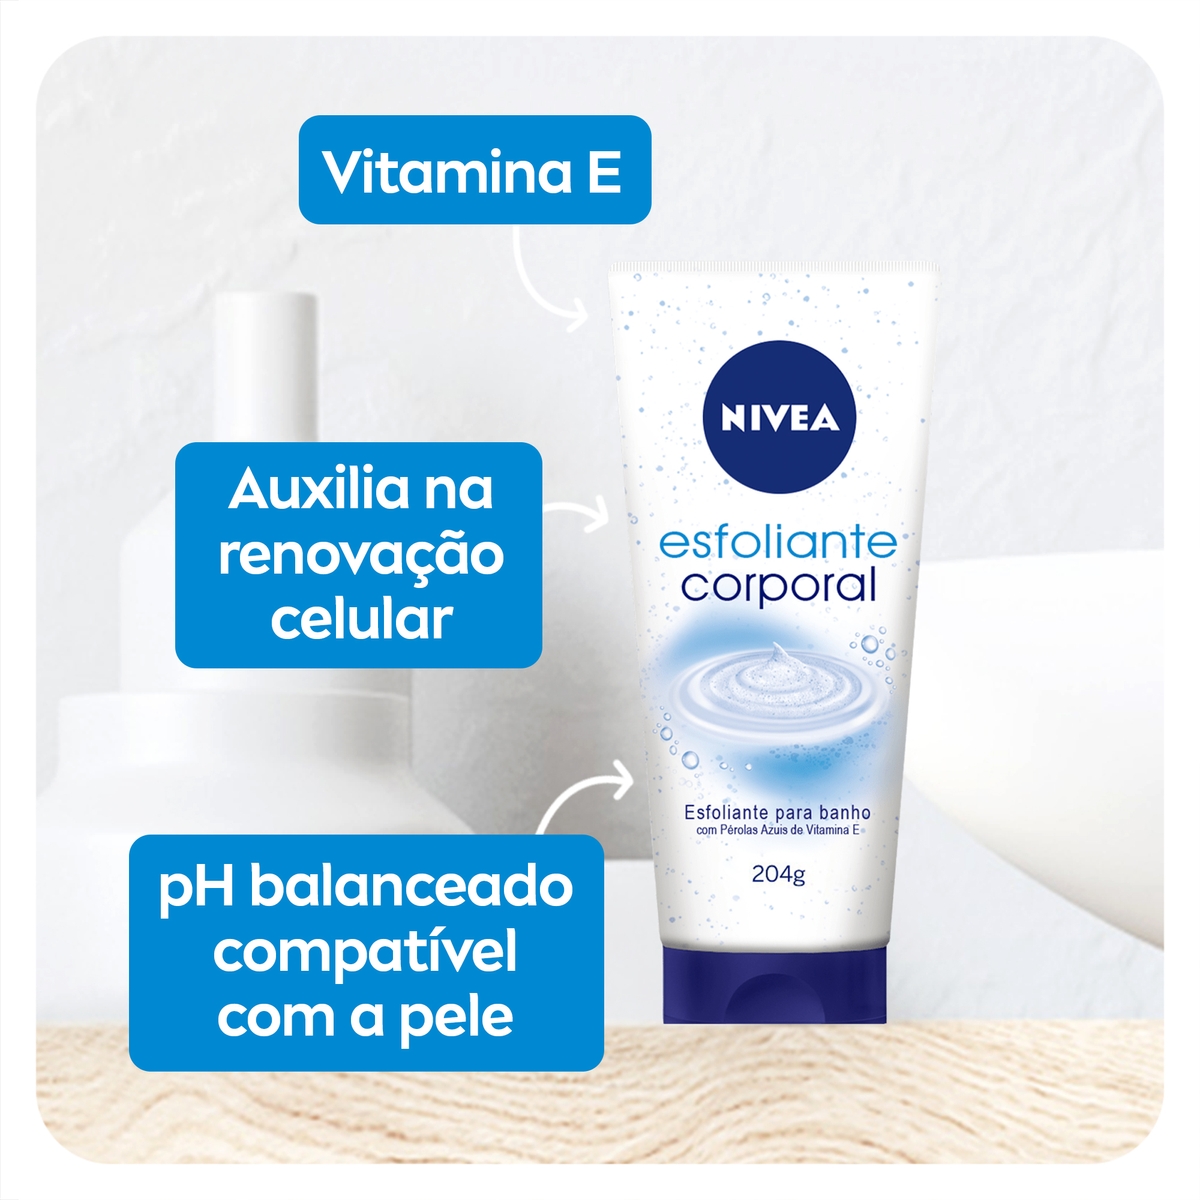 Vitamina E
NIVEA
Auxilia na
renovação
celular
esfoliante
corporal
Esfoliante para banho
com Pérolas Azuis de Vitamina E
204g
pH balanceado
compatível
com a pele